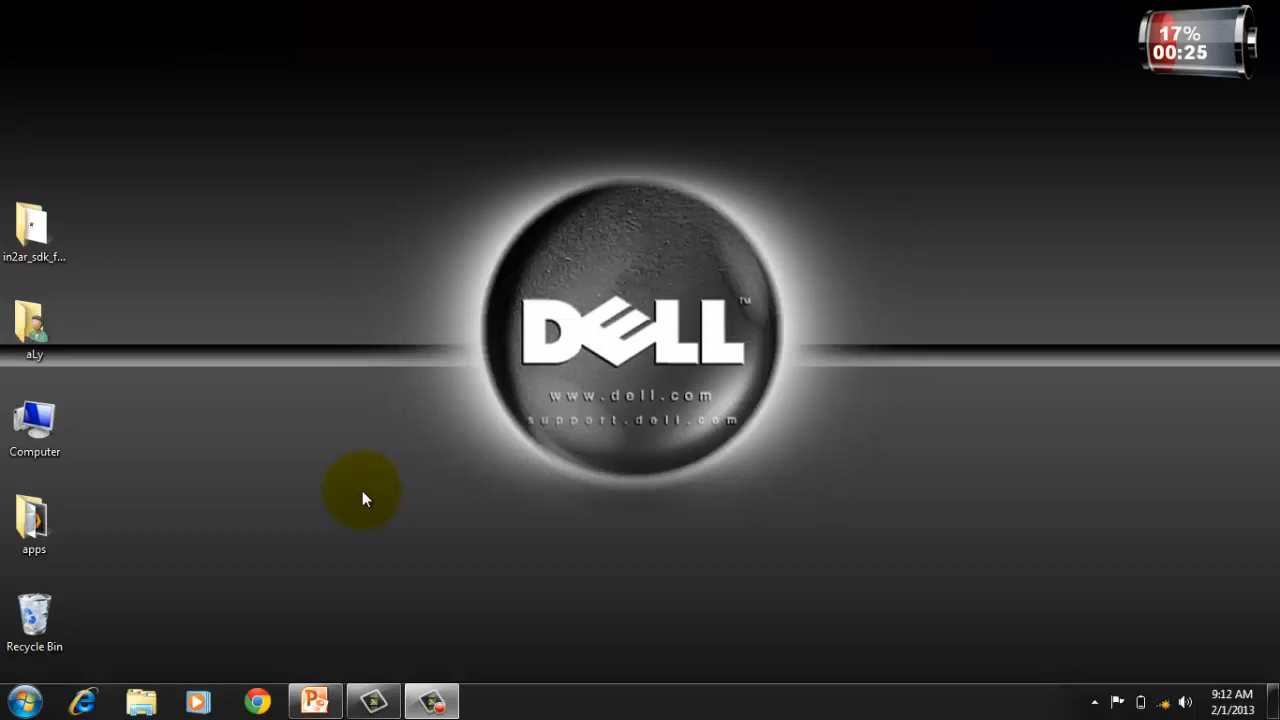 17%
00:25
in2ar_sdk_f...
aLy
Computer
apps
Recycle Bin
DELL™
www.dell.com
support.dell.com
9:12 AM
2/1/2013